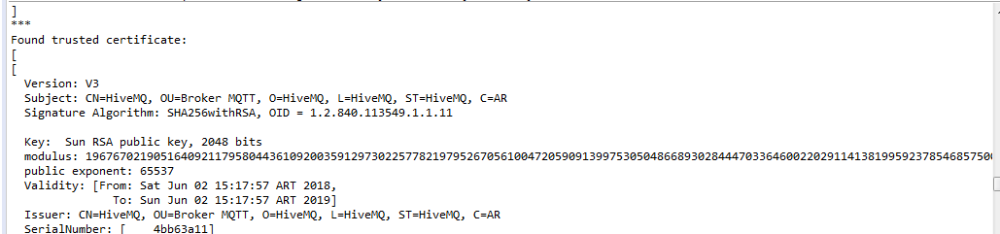 ]
***
Found trusted certificate:
[
[
Version: V3
Subject: CN=HiveMQ, OU=Broker MQTT, O=HiveMQ, L=HiveMQ, ST=HiveMQ, C=AR
Signature Algorithm: SHA256withRSA, OID = 1.2.840.113549.1.1.11
Key: Sun RSA public key, 2048 bits
modulus: 1967670219051640921179580443610920035912973022577821979526705610047205909139975305048668930284447033646002202911413819959237854685750
public exponent: 65537
Validity: [From: Sat Jun 02 15:17:57 ART 2018,
To: Sun Jun 02 15:17:57 ART 2019]
Issuer: CN=HiveMQ, OU=Broker MQTT, O=HiveMQ, L=HiveMQ, ST=HiveMQ, C=AR
SerialNumber: [ 4bb63a11]